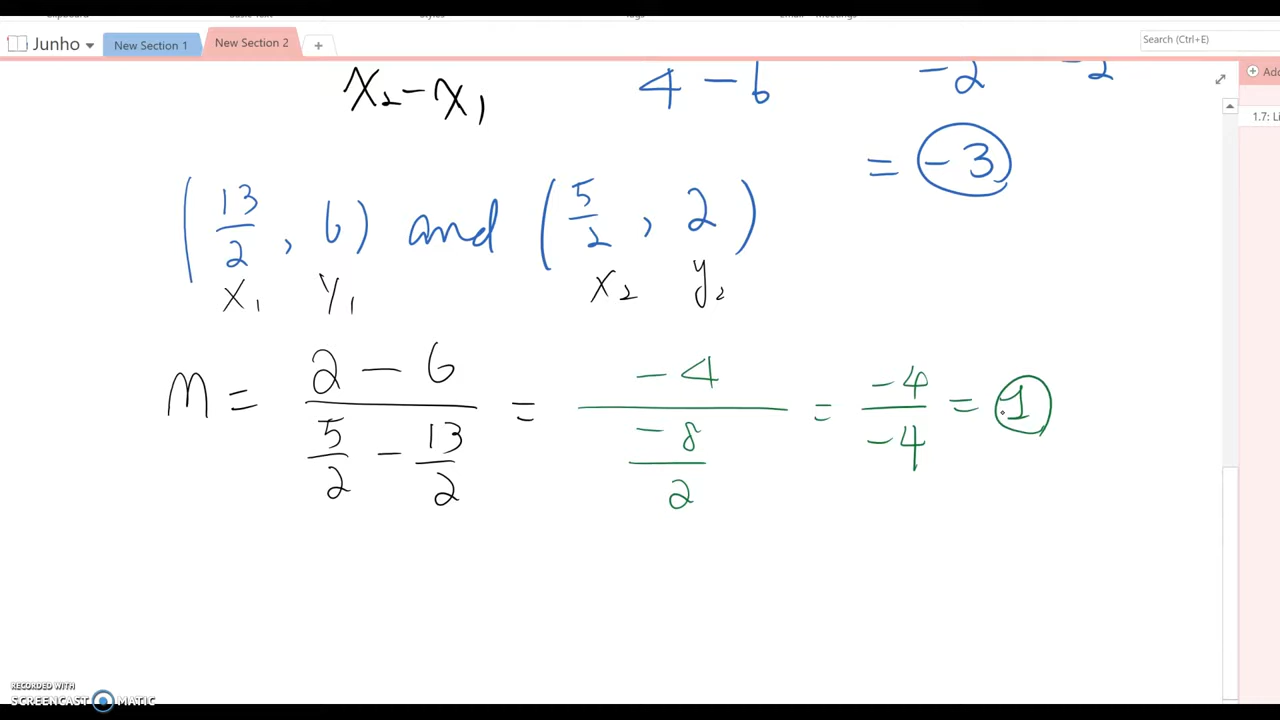 Junho New Section 1 New Section 2 +
Search (Ctrl+E)
x₂ - x₁ 4 - 6 -2 -2
Add
1.7: Li
= -3
(13/2, 6) and (5/2, 2)
x₁ y₁ x₂ y₂
M = (2 - 6)/(5/2 - 13/2) = -4/(-8/2) = -4/-4 = 1
RECORDED WITH
SCREENCAST MATIC